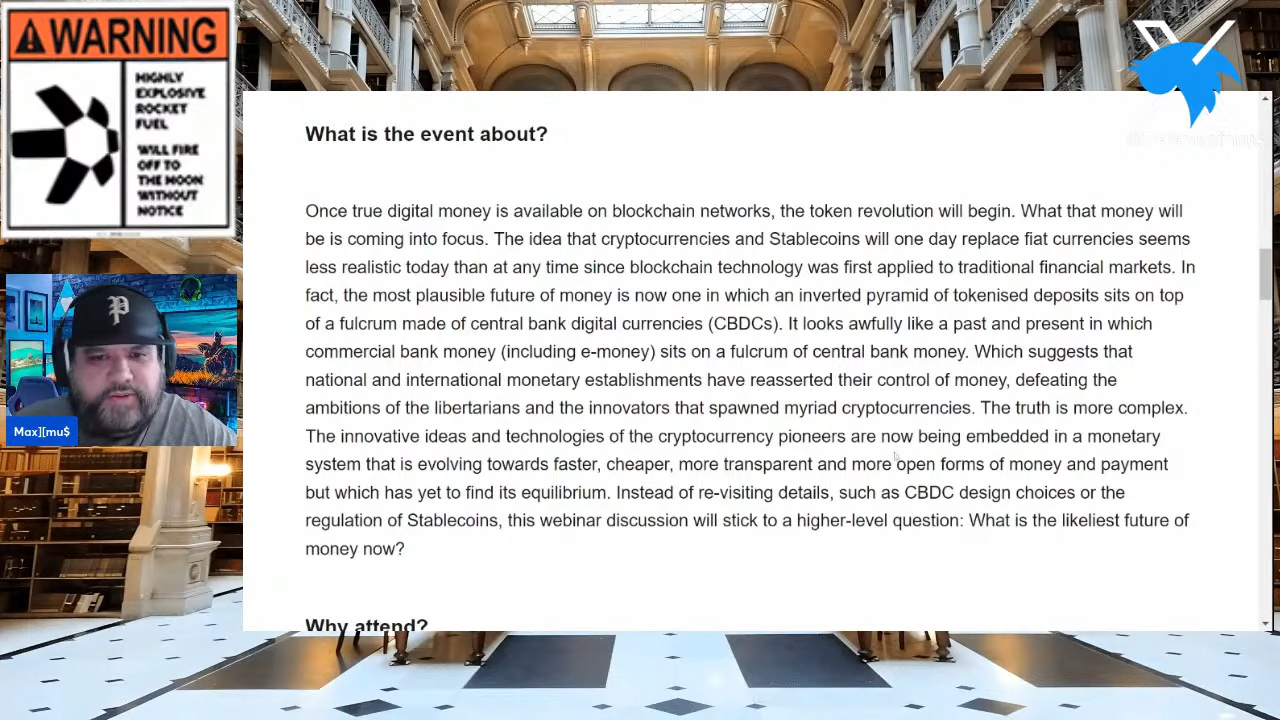 WARNING
HIGHLY
EXPLOSIVE
ROCKET
FUEL
WILL FIRE
OFF TO
THE MOON
WITHOUT
NOTICE
P
Max][mu$
What is the event about?
Once true digital money is available on blockchain networks, the token revolution will begin. What that money will
be is coming into focus. The idea that cryptocurrencies and Stablecoins will one day replace fiat currencies seems
less realistic today than at any time since blockchain technology was first applied to traditional financial markets. In
fact, the most plausible future of money is now one in which an inverted pyramid of tokenised deposits sits on top
of a fulcrum made of central bank digital currencies (CBDCs). It looks awfully like a past and present in which
commercial bank money (including e-money) sits on a fulcrum of central bank money. Which suggests that
national and international monetary establishments have reasserted their control of money, defeating the
ambitions of the libertarians and the innovators that spawned myriad cryptocurrencies. The truth is more complex.
The innovative ideas and technologies of the cryptocurrency pioneers are now being embedded in a monetary
system that is evolving towards faster, cheaper, more transparent and more open forms of money and payment
but which has yet to find its equilibrium. Instead of re-visiting details, such as CBDC design choices or the
regulation of Stablecoins, this webinar discussion will stick to a higher-level question: What is the likeliest future of
money now?
Why attend?